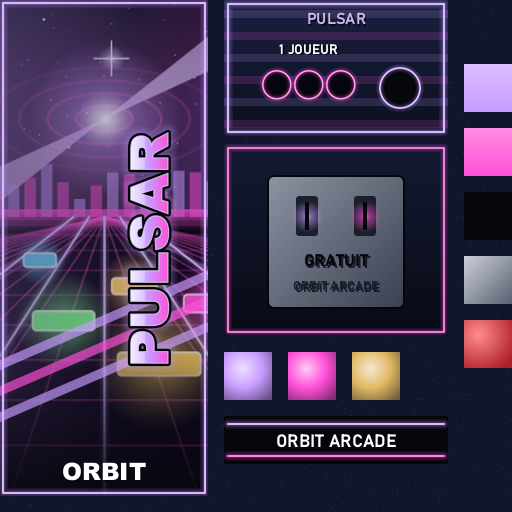 PULSAR
ORBIT
PULSAR
1 JOUEUR
GRATUIT
ORBIT ARCADE
ORBIT ARCADE